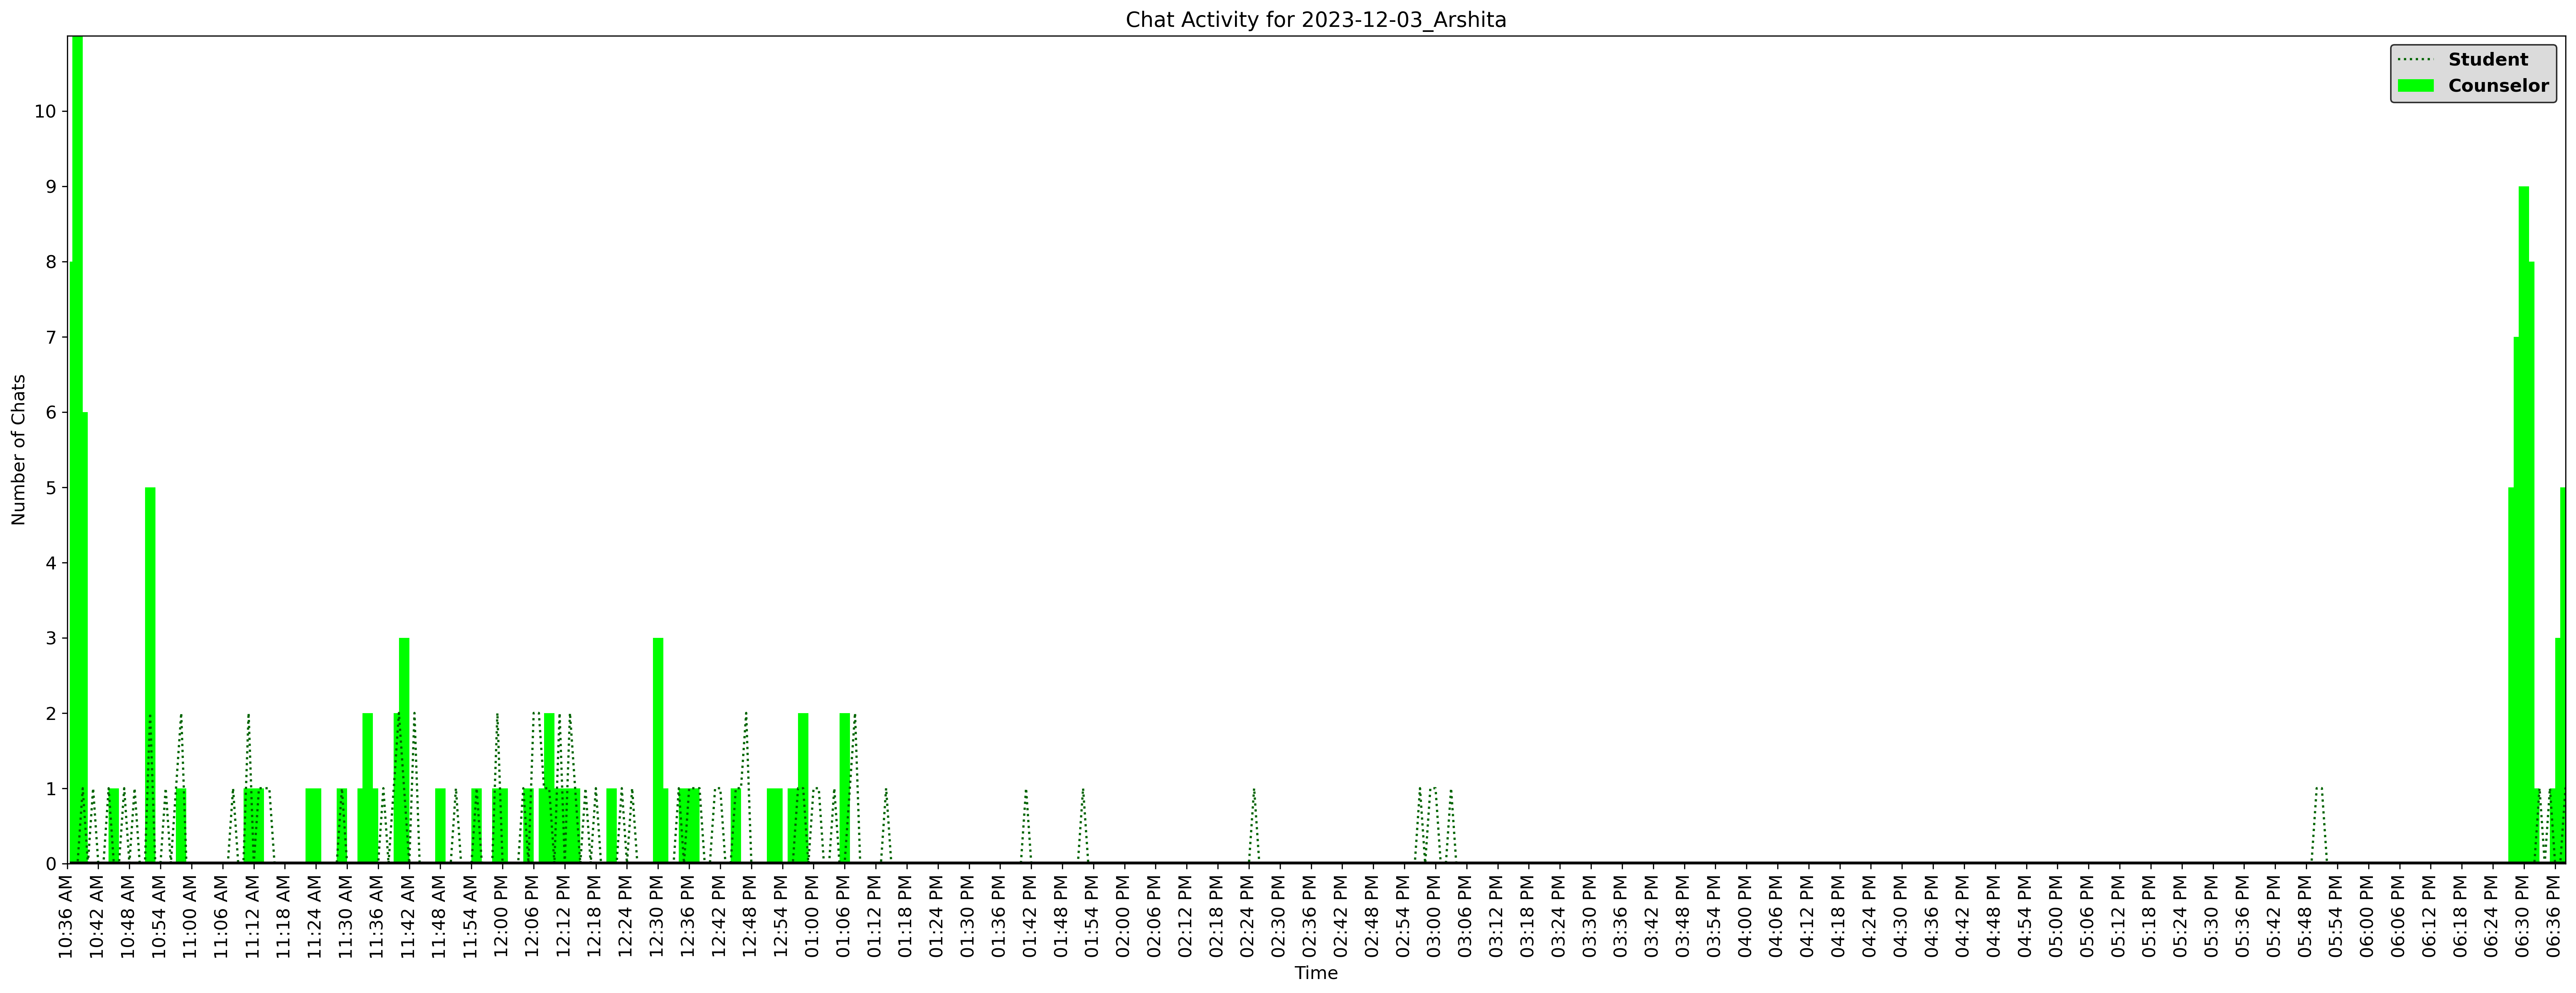 Chat Activity for 2023-12-03_Arshita
Student
Counselor
Number of Chats
10
9
8
7
6
5
4
3
2
1
0
10:36 AM
10:42 AM
10:48 AM
10:54 AM
11:00 AM
11:06 AM
11:12 AM
11:18 AM
11:24 AM
11:30 AM
11:36 AM
11:42 AM
11:48 AM
11:54 AM
12:00 PM
12:06 PM
12:12 PM
12:18 PM
12:24 PM
12:30 PM
12:36 PM
12:42 PM
12:48 PM
12:54 PM
01:00 PM
01:06 PM
01:12 PM
01:18 PM
01:24 PM
01:30 PM
01:36 PM
01:42 PM
01:48 PM
01:54 PM
02:00 PM
02:06 PM
02:12 PM
02:18 PM
02:24 PM
02:30 PM
02:36 PM
02:42 PM
02:48 PM
02:54 PM
03:00 PM
03:06 PM
03:12 PM
03:18 PM
03:24 PM
03:30 PM
03:36 PM
03:42 PM
03:48 PM
03:54 PM
04:00 PM
04:06 PM
04:12 PM
04:18 PM
04:24 PM
04:30 PM
04:36 PM
04:42 PM
04:48 PM
04:54 PM
05:00 PM
05:06 PM
05:12 PM
05:18 PM
05:24 PM
05:30 PM
05:36 PM
05:42 PM
05:48 PM
05:54 PM
06:00 PM
06:06 PM
06:12 PM
06:18 PM
06:24 PM
06:30 PM
06:36 PM
Time